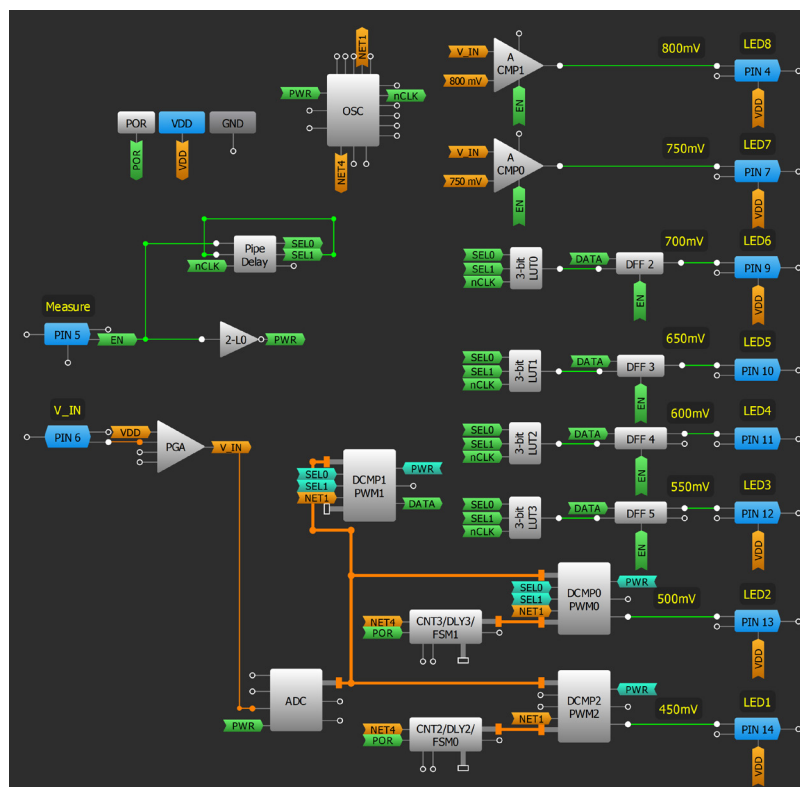 NET1
PWR
OSC
nCLK
NET4
POR
VDD
GND
POR
VDD
V_IN
800 mV
A
CMP1
EN
800mV
LED8
PIN 4
VDD
V_IN
750 mV
A
CMP0
EN
750mV
LED7
PIN 7
VDD
Pipe
Delay
SEL0
SEL1
nCLK
Measure
PIN 5
EN
2-L0
PWR
SEL0
SEL1
nCLK
3-bit
LUT0
DATA
DFF 2
EN
700mV
LED6
PIN 9
VDD
SEL0
SEL1
nCLK
3-bit
LUT1
DATA
DFF 3
EN
650mV
LED5
PIN 10
V_IN
PIN 6
VDD
PGA
V_IN
SEL0
SEL1
nCLK
3-bit
LUT2
DATA
DFF 4
EN
600mV
LED4
PIN 11
SEL0
SEL1
NET1
DCMP1
PWM1
PWR
DATA
SEL0
SEL1
nCLK
3-bit
LUT3
DATA
DFF 5
EN
550mV
LED3
PIN 12
VDD
SEL0
SEL1
NET1
DCMP0
PWM0
PWR
500mV
LED2
PIN 13
VDD
NET4
POR
CNT3/DLY3/
FSM1
ADC
PWR
NET1
DCMP2
PWM2
PWR
450mV
LED1
PIN 14
VDD
NET4
POR
CNT2/DLY2/
FSM0